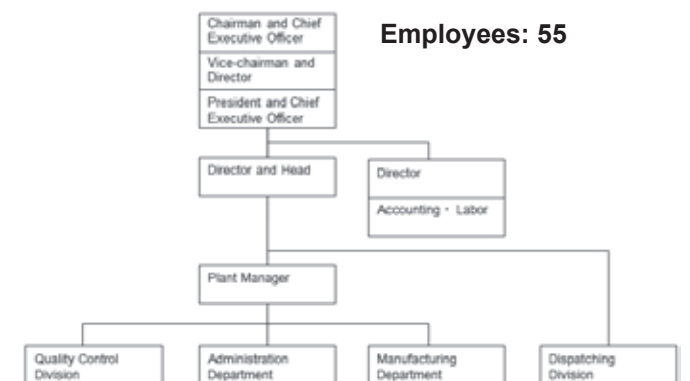 Chairman and Chief
Executive Officer
Employees: 55
Vice-chairman and
Director
President and Chief
Executive Officer
Director and Head
Director
Accounting・Labor
Plant Manager
Quality Control
Division
Administration
Department
Manufacturing
Department
Dispatching
Division